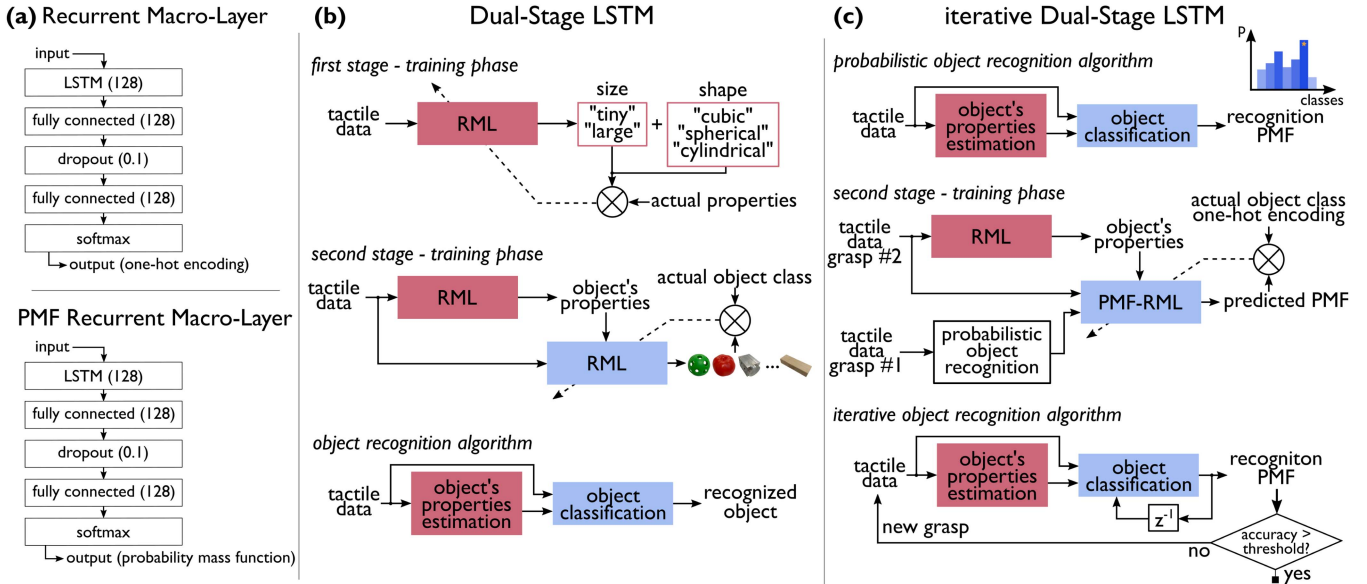 (a) Recurrent Macro-Layer
input
LSTM (128)
fully connected (128)
dropout (0.1)
fully connected (128)
softmax
output (one-hot encoding)
PMF Recurrent Macro-Layer
input
LSTM (128)
fully connected (128)
dropout (0.1)
fully connected (128)
softmax
output (probability mass function)
(b) Dual-Stage LSTM
first stage - training phase
tactile
data
RML
size
"tiny"
"large"
+
shape
"cubic"
"spherical"
"cylindrical"
actual properties
second stage - training phase
tactile
data
RML
object's
properties
actual object class
RML
...
object recognition algorithm
tactile
data
object's
properties
estimation
object
classification
recognized
object
(c) iterative Dual-Stage LSTM
probabilistic object recognition algorithm
P
classes
tactile
data
object's
properties
estimation
object
classification
recognition
PMF
second stage - training phase
tactile
data
grasp #2
RML
object's
properties
actual object class
one-hot encoding
PMF-RML
predicted PMF
tactile
data
grasp #1
probabilistic
object
recognition
iterative object recognition algorithm
tactile
data
object's
properties
estimation
object
classification
z⁻¹
recogniton
PMF
new grasp
no
accuracy >
threshold?
yes